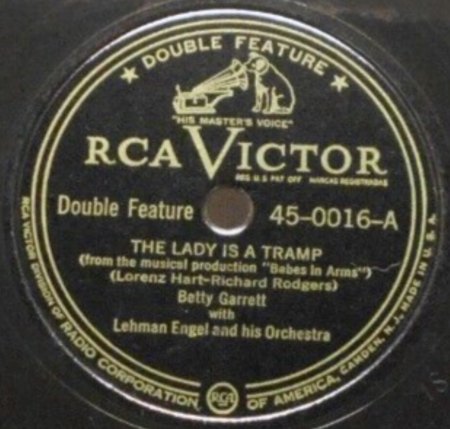 ★ DOUBLE FEATURE ★
"HIS MASTER'S VOICE"
RCA VICTOR
REG. U.S. PAT. OFF. MARCAS REGISTRADAS
Double Feature 45-0016-A
THE LADY IS A TRAMP
(from the musical production "Babes in Arms")
(Lorenz Hart-Richard Rodgers)
Betty Garrett
with
Lehman Engel and his Orchestra
RCA VICTOR DIVISION OF RADIO CORPORATION RCA OF AMERICA, CAMDEN, N.J. MADE IN U.S.A.